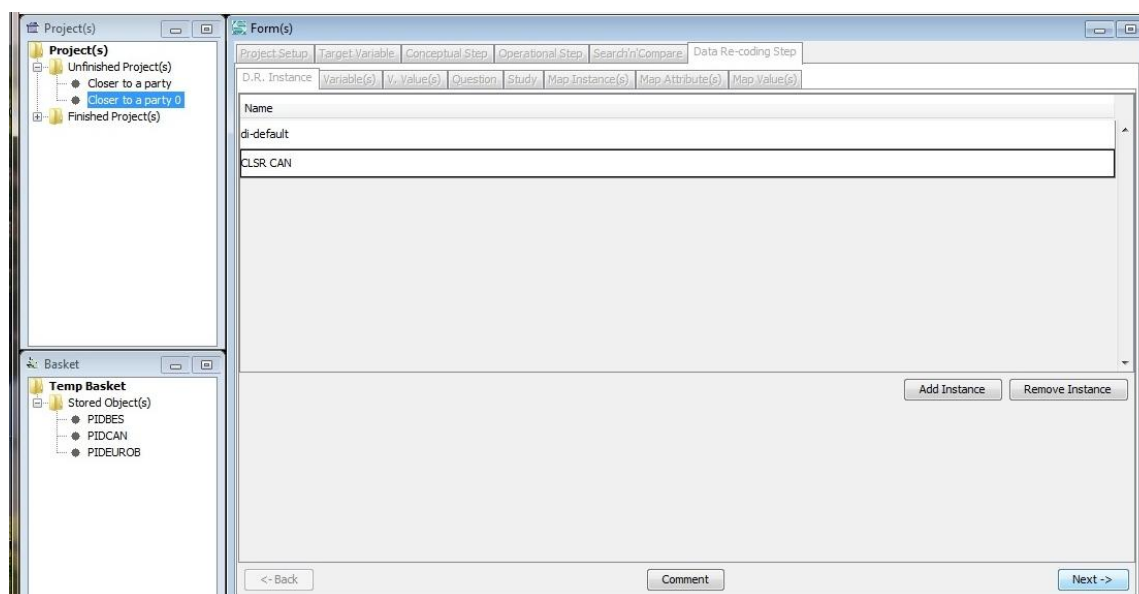 Project(s)
Project(s)
Unfinished Project(s)
Closer to a party
Closer to a party 0
Finished Project(s)
Basket
Temp Basket
Stored Object(s)
PIDBES
PIDCAN
PIDEUROB
Form(s)
Project Setup Target Variable Conceptual Step Operational Step Search'n'Compare Data Re-coding Step
D.R. Instance Variable(s) V. Value(s) Question Study Map Instance(s) Map Attribute(s) Map Value(s)
Name
di-default
CLSR CAN
Add Instance Remove Instance
<- Back Comment Next ->